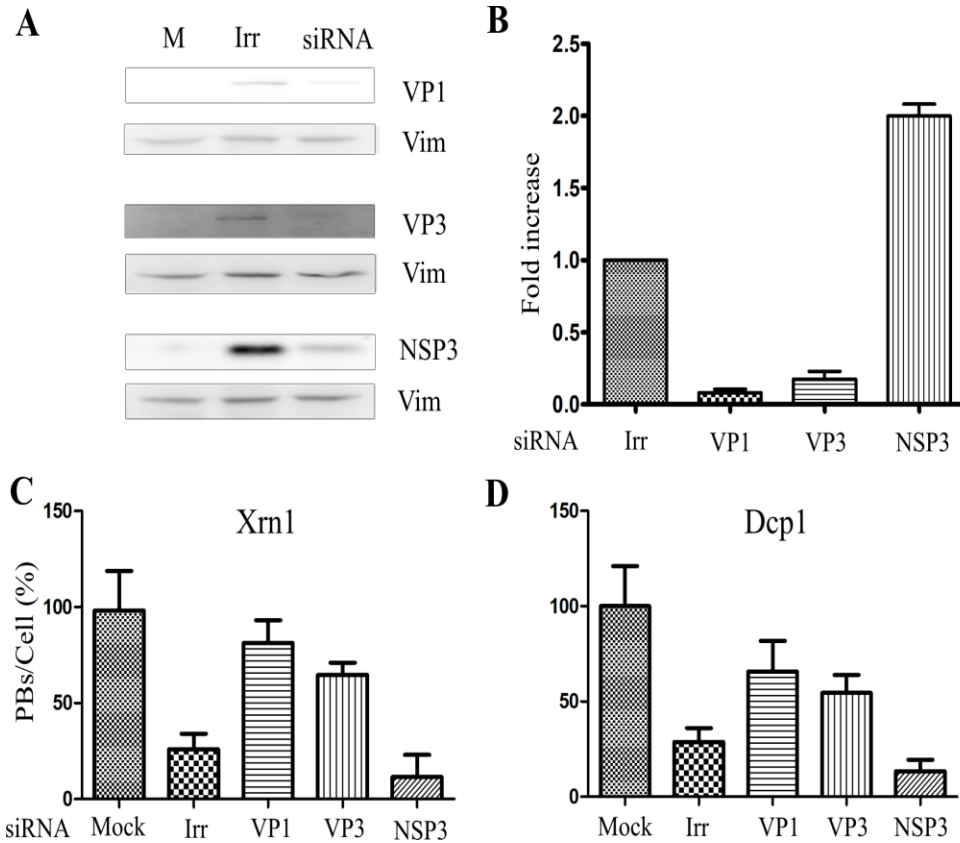 A
M Irr siRNA
VP1
Vim
VP3
Vim
NSP3
Vim
B
Fold increase
2.5
2.0
1.5
1.0
0.5
0.0
siRNA Irr VP1 VP3 NSP3
C
Xrn1
PBs/Cell (%)
150
100
50
0
siRNA Mock Irr VP1 VP3 NSP3
D
Dcp1
150
100
50
0
Mock Irr VP1 VP3 NSP3